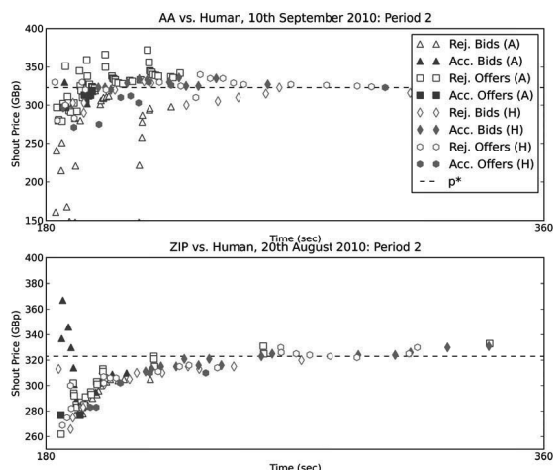 AA vs. Humar, 10th September 2010: Period 2
400
350
300
250
200
150
Shout Price (GBp)
Rej. Bids (A)
Acc. Bids (A)
Rej. Offers (A)
Acc. Offers (A)
Rej. Bids (H)
Acc. Bids (H)
Rej. Offers (H)
Acc. Offers (H)
p*
180
360
Time (sec)
ZIP vs. Human, 20th August 2010: Period 2
400
380
360
340
320
300
280
260
Shout Price (GBp)
180
360
Time (sec)